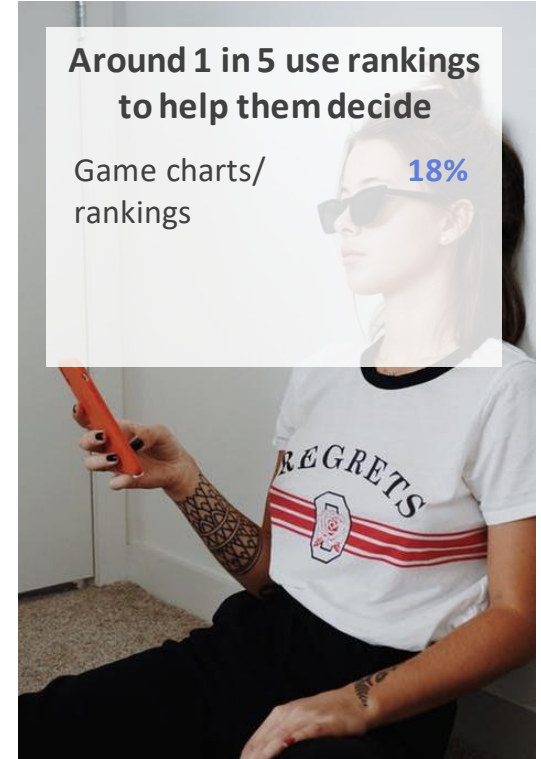 Around 1 in 5 use rankings
to help them decide
Game charts/ 18%
rankings
REGRETS